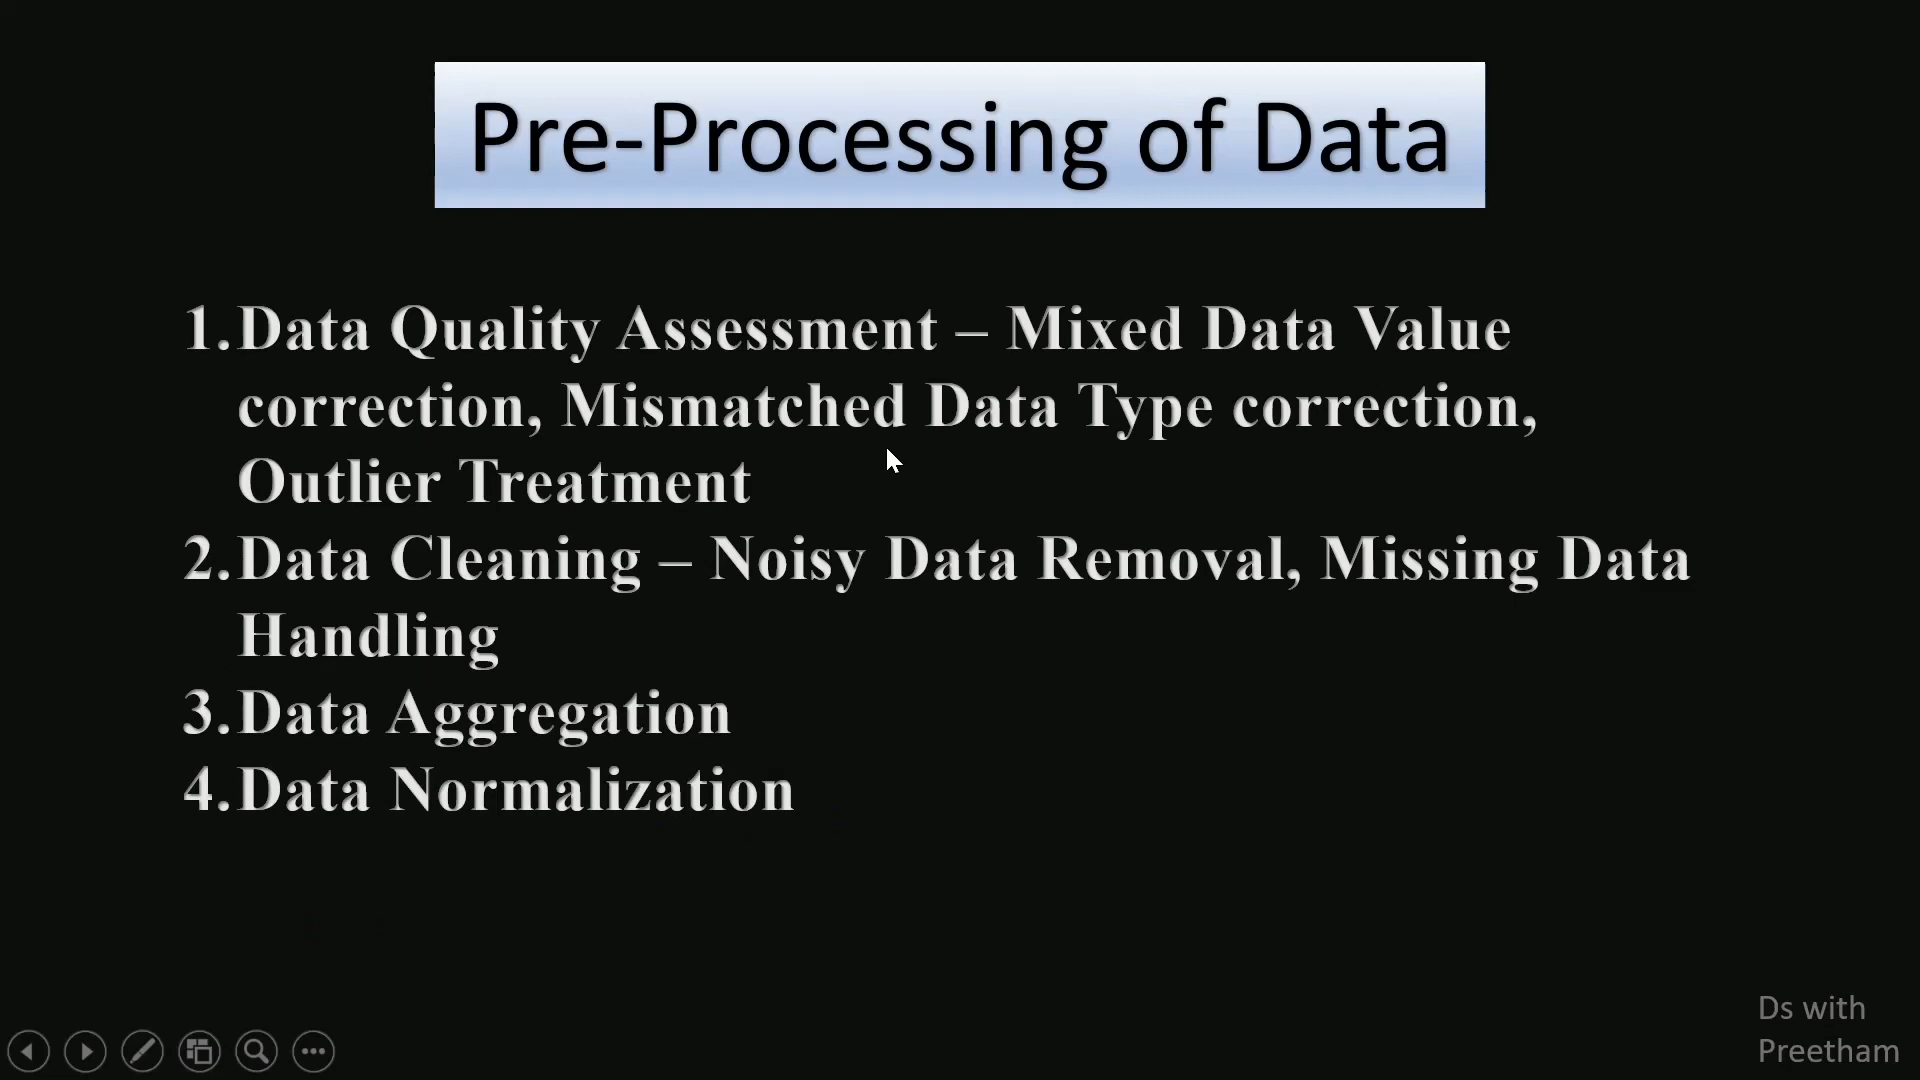 Pre-Processing of Data
1. Data Quality Assessment – Mixed Data Value
correction, Mismatched Data Type correction,
Outlier Treatment
2. Data Cleaning – Noisy Data Removal, Missing Data
Handling
3. Data Aggregation
4. Data Normalization
Ds with
Preetham